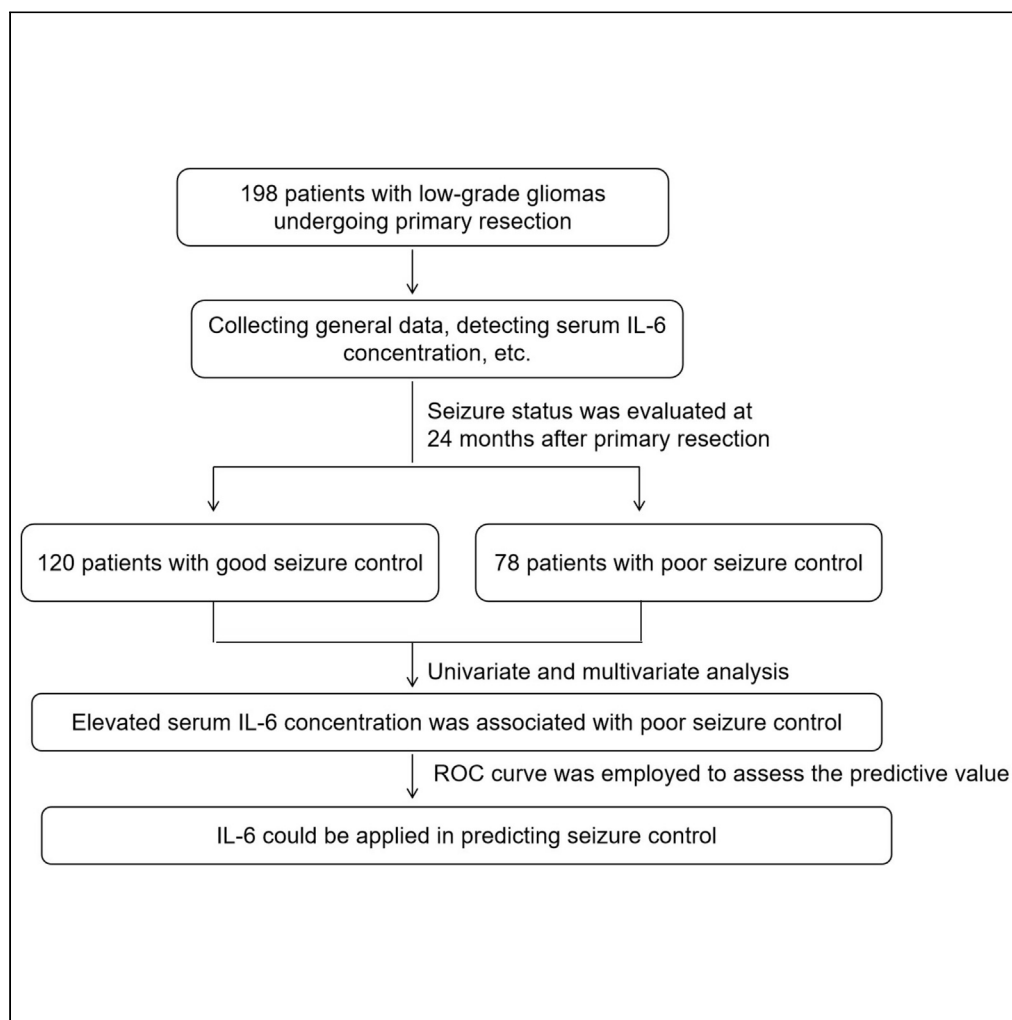 198 patients with low-grade gliomas
undergoing primary resection
Collecting general data, detecting serum IL-6
concentration, etc.
Seizure status was evaluated at
24 months after primary resection
120 patients with good seizure control
78 patients with poor seizure control
Univariate and multivariate analysis
Elevated serum IL-6 concentration was associated with poor seizure control
ROC curve was employed to assess the predictive value
IL-6 could be applied in predicting seizure control